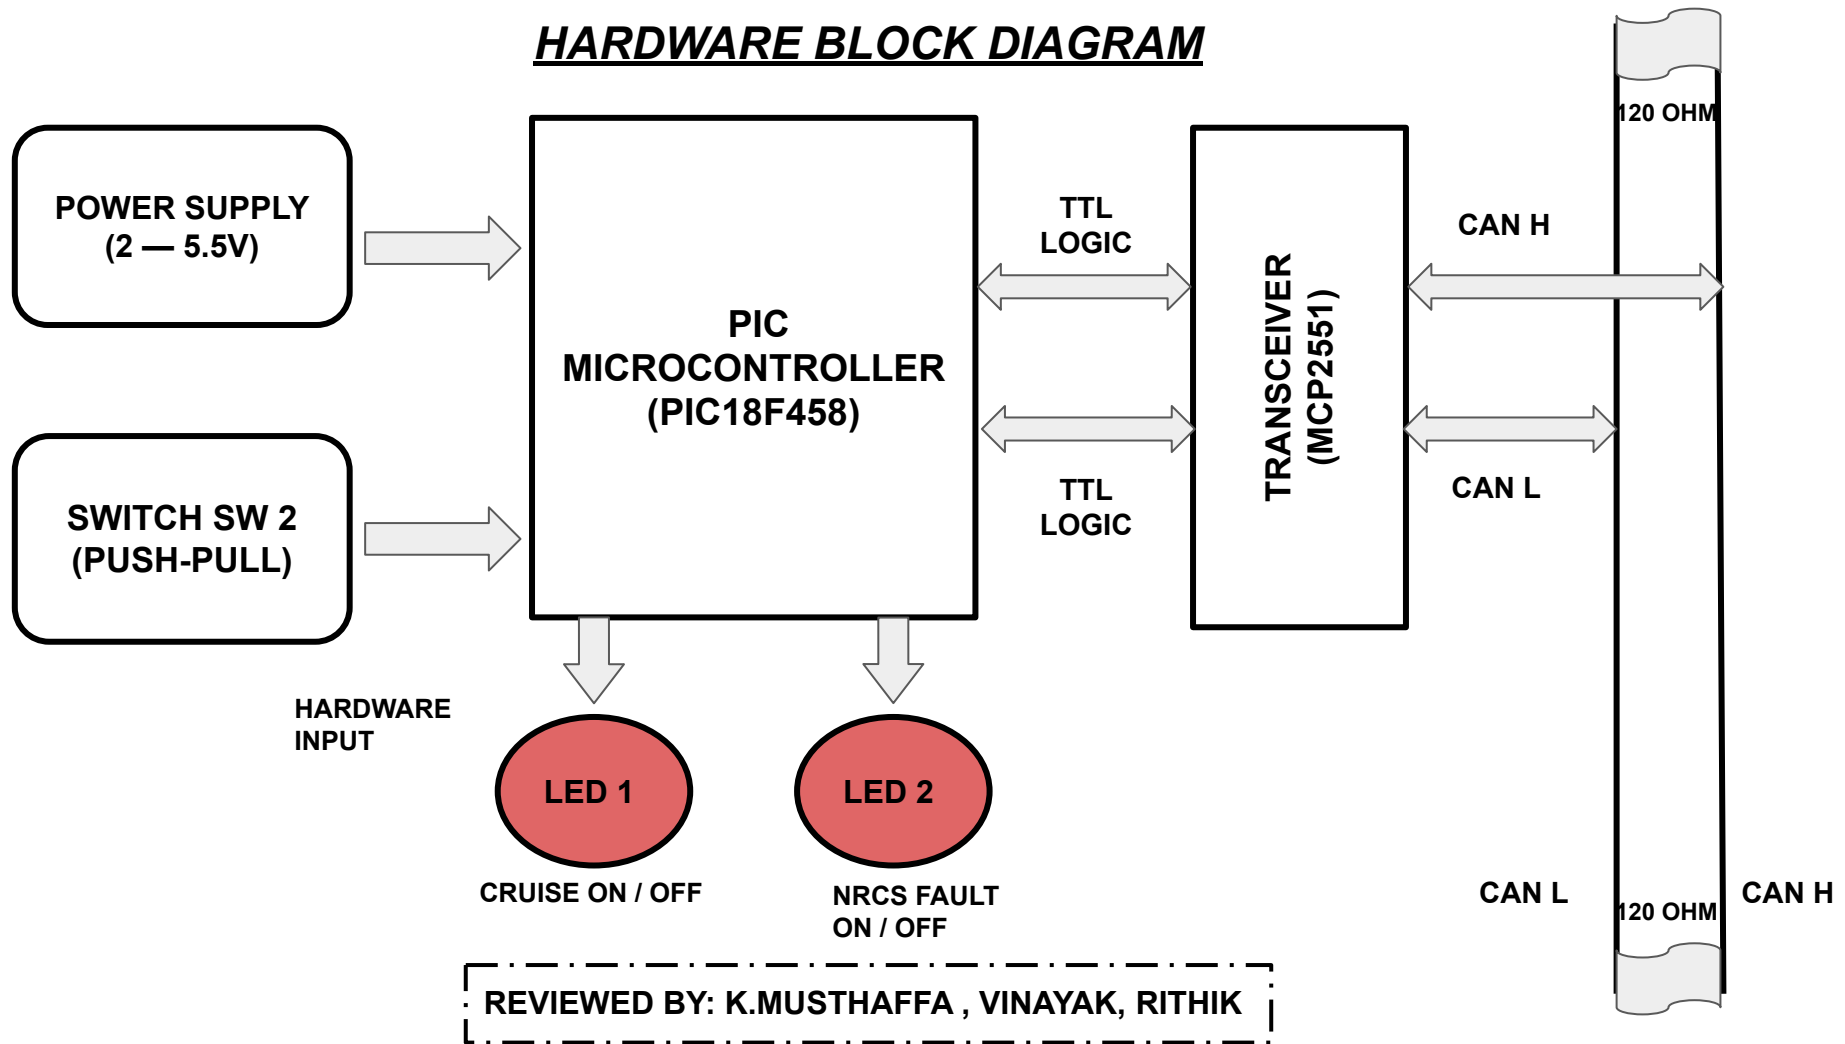 HARDWARE BLOCK DIAGRAM
120 OHM
POWER SUPPLY
(2 — 5.5V)
TTL
LOGIC
CAN H
PIC
MICROCONTROLLER
(PIC18F458)
TRANSCEIVER
(MCP2551)
SWITCH SW 2
(PUSH-PULL)
TTL
LOGIC
CAN L
HARDWARE
INPUT
LED 1
LED 2
CRUISE ON / OFF
NRCS FAULT
ON / OFF
CAN L
120 OHM
CAN H
REVIEWED BY: K.MUSTHAFFA , VINAYAK, RITHIK